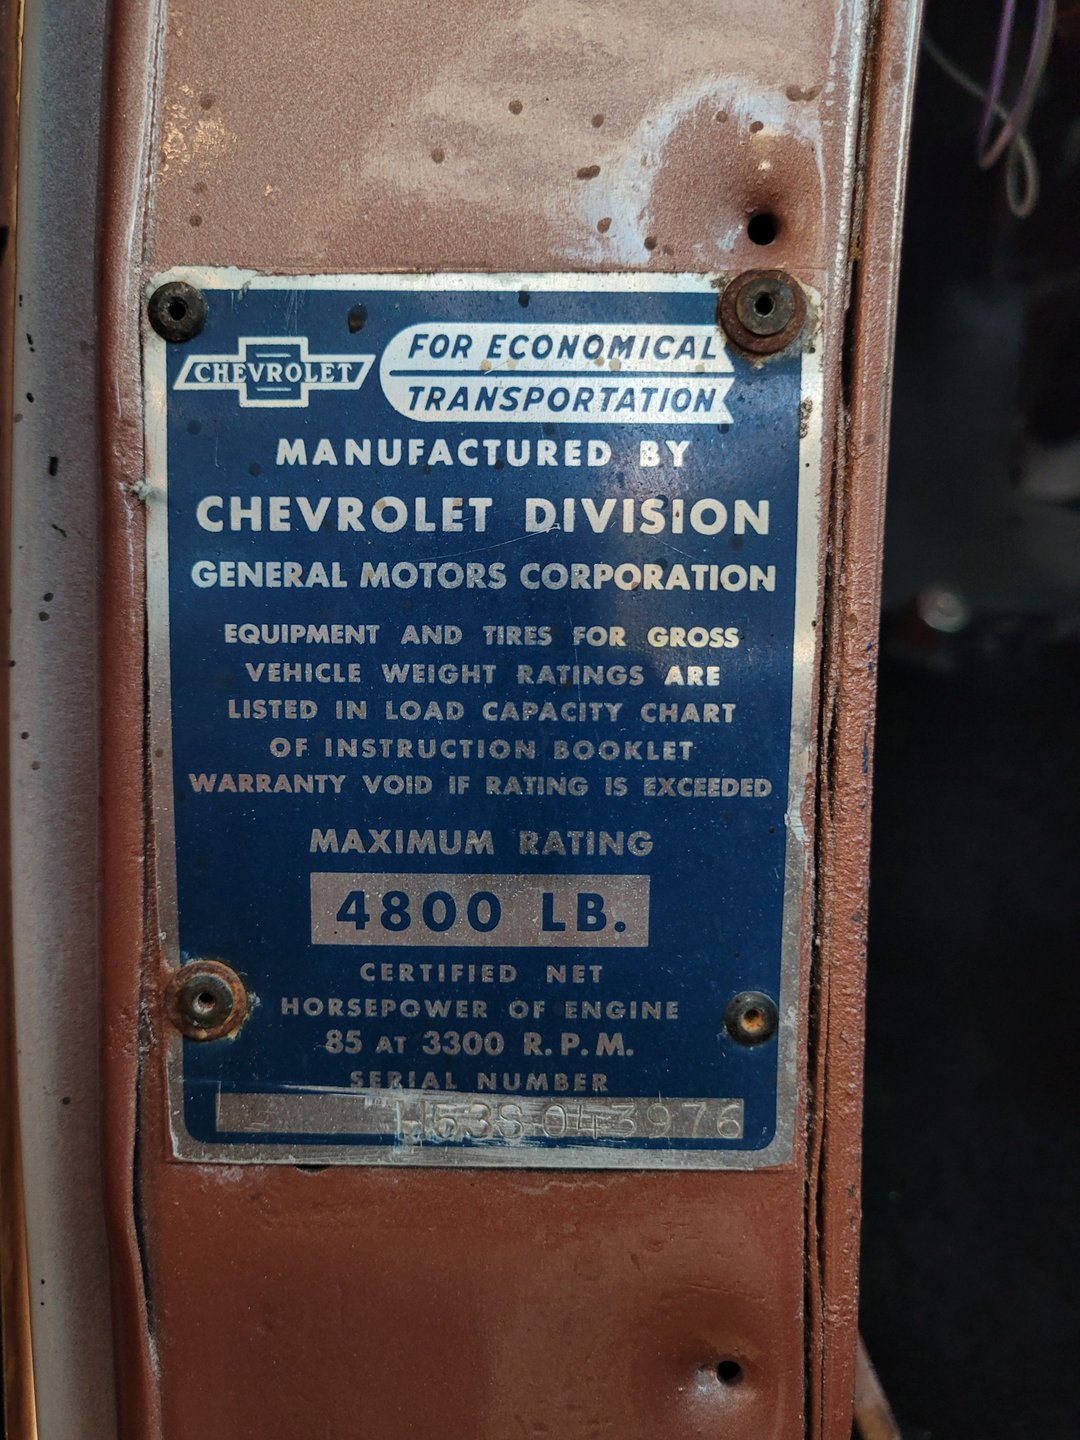 CHEVROLET
FOR ECONOMICAL
TRANSPORTATION
MANUFACTURED BY
CHEVROLET DIVISION
GENERAL MOTORS CORPORATION
EQUIPMENT AND TIRES FOR GROSS
VEHICLE WEIGHT RATINGS ARE
LISTED IN LOAD CAPACITY CHART
OF INSTRUCTION BOOKLET
WARRANTY VOID IF RATING IS EXCEEDED
MAXIMUM RATING
4800 LB.
CERTIFIED NET
HORSEPOWER OF ENGINE
85 AT 3300 R.P.M.
SERIAL NUMBER